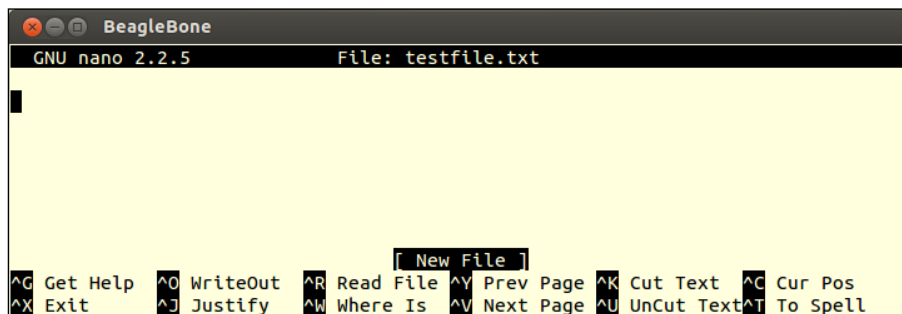 BeagleBone
GNU nano 2.2.5 File: testfile.txt
[ New File ]
^G Get Help ^O WriteOut ^R Read File ^Y Prev Page ^K Cut Text ^C Cur Pos
^X Exit ^J Justify ^W Where Is ^V Next Page ^U UnCut Text^T To Spell